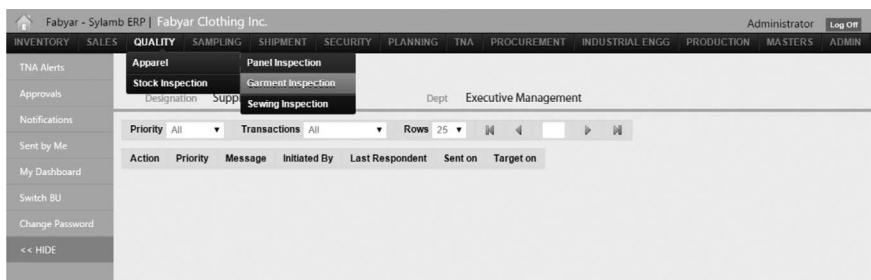 Fabyar - Sylamb ERP | Fabyar Clothing Inc. Administrator Log Off
INVENTORY SALES QUALITY SAMPLING SHIPMENT SECURITY PLANNING TNA PROCUREMENT INDUSTRIAL ENGG PRODUCTION MASTERS ADMIN
TNA Alerts Apparel Panel Inspection
Stock Inspection Garment Inspection
Approvals Designation Supp Dept Executive Management
Sewing Inspection
Notifications
Priority All Transactions All Rows 25
Sent by Me
Action Priority Message Initiated By Last Respondent Sent on Target on
My Dashboard
Switch BU
Change Password
<< HIDE